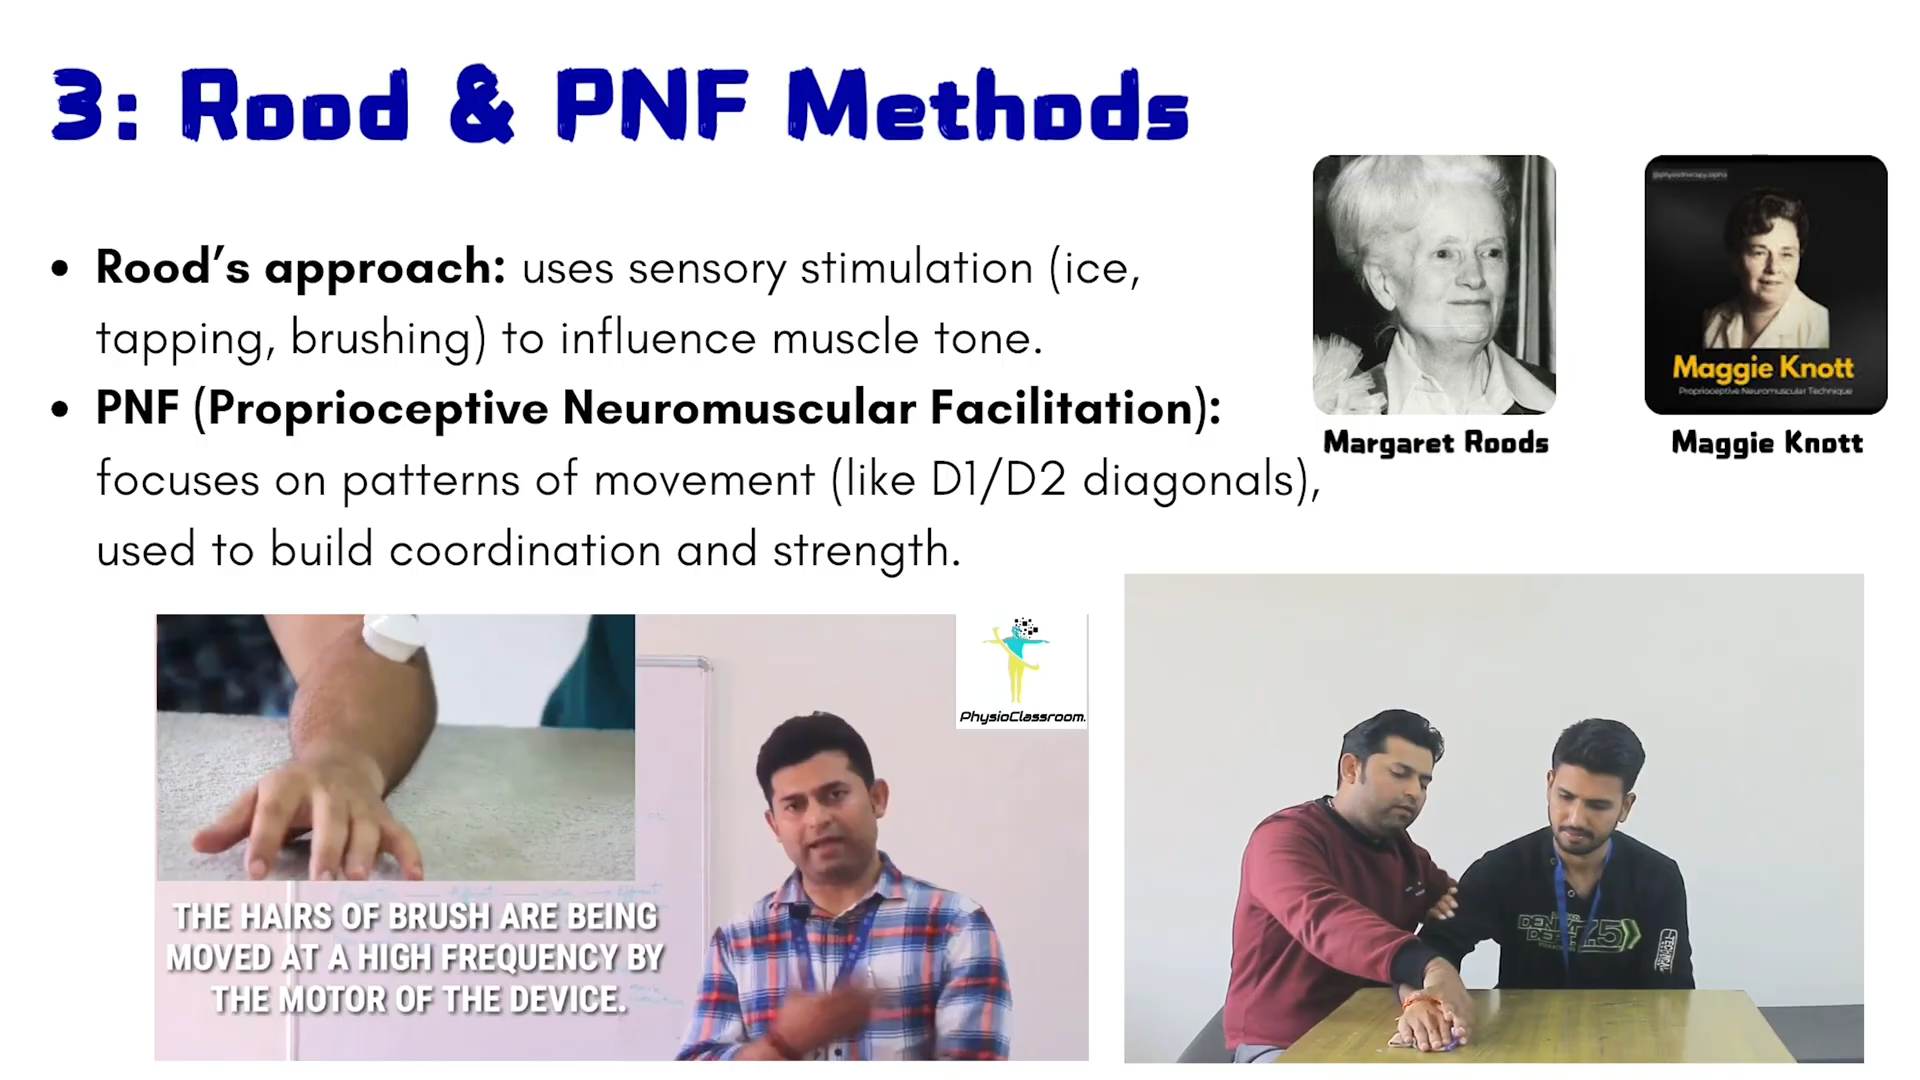 3: Rood & PNF Methods
• Rood’s approach: uses sensory stimulation (ice,
tapping, brushing) to influence muscle tone.
• PNF (Proprioceptive Neuromuscular Facilitation):
focuses on patterns of movement (like D1/D2 diagonals),
used to build coordination and strength.
Maggie Knott
Proprioceptive Neuromuscular Technique
Margaret Roods
Maggie Knott
PhysioClassroom.
THE HAIRS OF BRUSH ARE BEING
MOVED AT A HIGH FREQUENCY BY
THE MOTOR OF THE DEVICE.